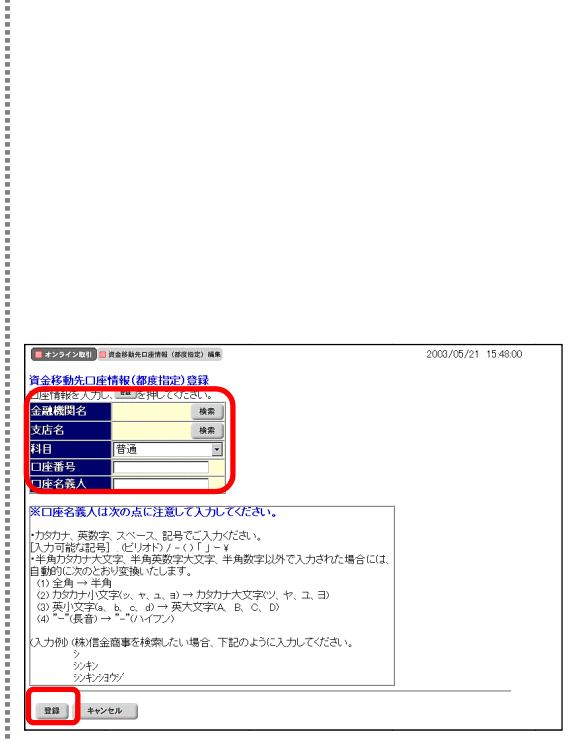 オンライン取引 資金移動先口座情報（都度指定）編集
2003/05/21 15:48:00
資金移動先口座情報（都度指定）登録
口座情報を入力し、登録を押してください。
金融機関名 検索
支店名 検索
科目 普通
口座番号
口座名義人
※口座名義人は次の点に注意して入力してください。
・カタカナ、英数字、スペース、記号でご入力ください。
[入力可能な記号] .(ピリオド) / - ( ) 「 」 - ¥
・半角カタカナ大文字、半角英数字大文字、半角数字以外で入力された場合には、
自動的に次のとおり変換いたします。
(1) 全角 → 半角
(2) カタカナ小文字(ッ、ャ、ュ、ョ) → カタカナ大文字(ツ、ヤ、ユ、ヨ)
(3) 英小文字(a、b、c、d) → 英大文字(A、B、C、D)
(4) "ｰ"(長音) → "-"(ハイフン)
(入力例) (株)信金商事を検索したい場合、下記のように入力してください。
ｼ
ｼﾝｷﾝ
ｼﾝｷﾝｼﾖｳｼﾞ
登録 キャンセル